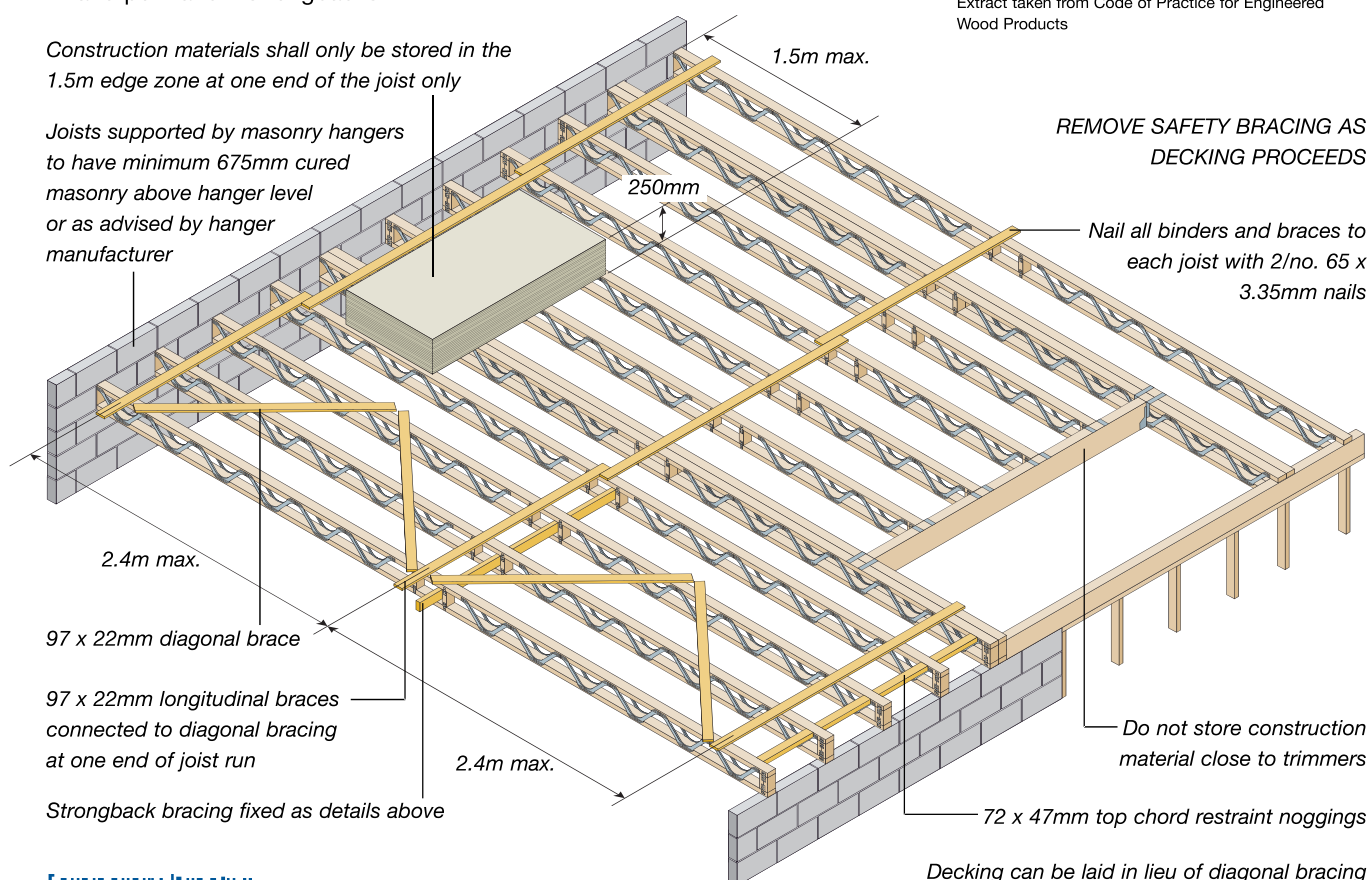 Extract taken from Code of Practice for Engineered
Wood Products
Construction materials shall only be stored in the
1.5m edge zone at one end of the joist only
1.5m max.
Joists supported by masonry hangers
to have minimum 675mm cured
masonry above hanger level
or as advised by hanger
manufacturer
REMOVE SAFETY BRACING AS
DECKING PROCEEDS
250mm
Nail all binders and braces to
each joist with 2/no. 65 x
3.35mm nails
2.4m max.
97 x 22mm diagonal brace
97 x 22mm longitudinal braces
connected to diagonal bracing
at one end of joist run
2.4m max.
Do not store construction
material close to trimmers
Strongback bracing fixed as details above
72 x 47mm top chord restraint noggings
Decking can be laid in lieu of diagonal bracing